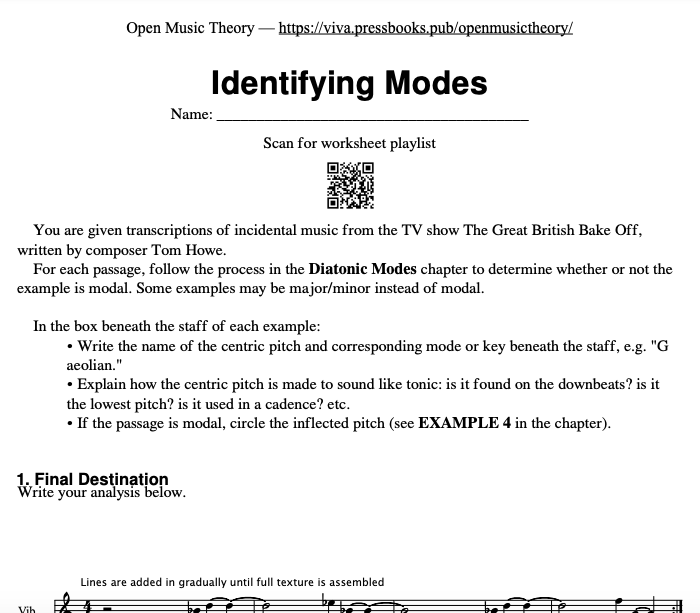 Open Music Theory — https://viva.pressbooks.pub/openmusictheory/
Identifying Modes
Name: ________________________________________
Scan for worksheet playlist
You are given transcriptions of incidental music from the TV show The Great British Bake Off,
written by composer Tom Howe.
For each passage, follow the process in the Diatonic Modes chapter to determine whether or not the
example is modal. Some examples may be major/minor instead of modal.
In the box beneath the staff of each example:
• Write the name of the centric pitch and corresponding mode or key beneath the staff, e.g. "G
aeolian."
• Explain how the centric pitch is made to sound like tonic: is it found on the downbeats? is it
the lowest pitch? is it used in a cadence? etc.
• If the passage is modal, circle the inflected pitch (see EXAMPLE 4 in the chapter).
1. Final Destination
Write your analysis below.
Lines are added in gradually until full texture is assembled
Vib